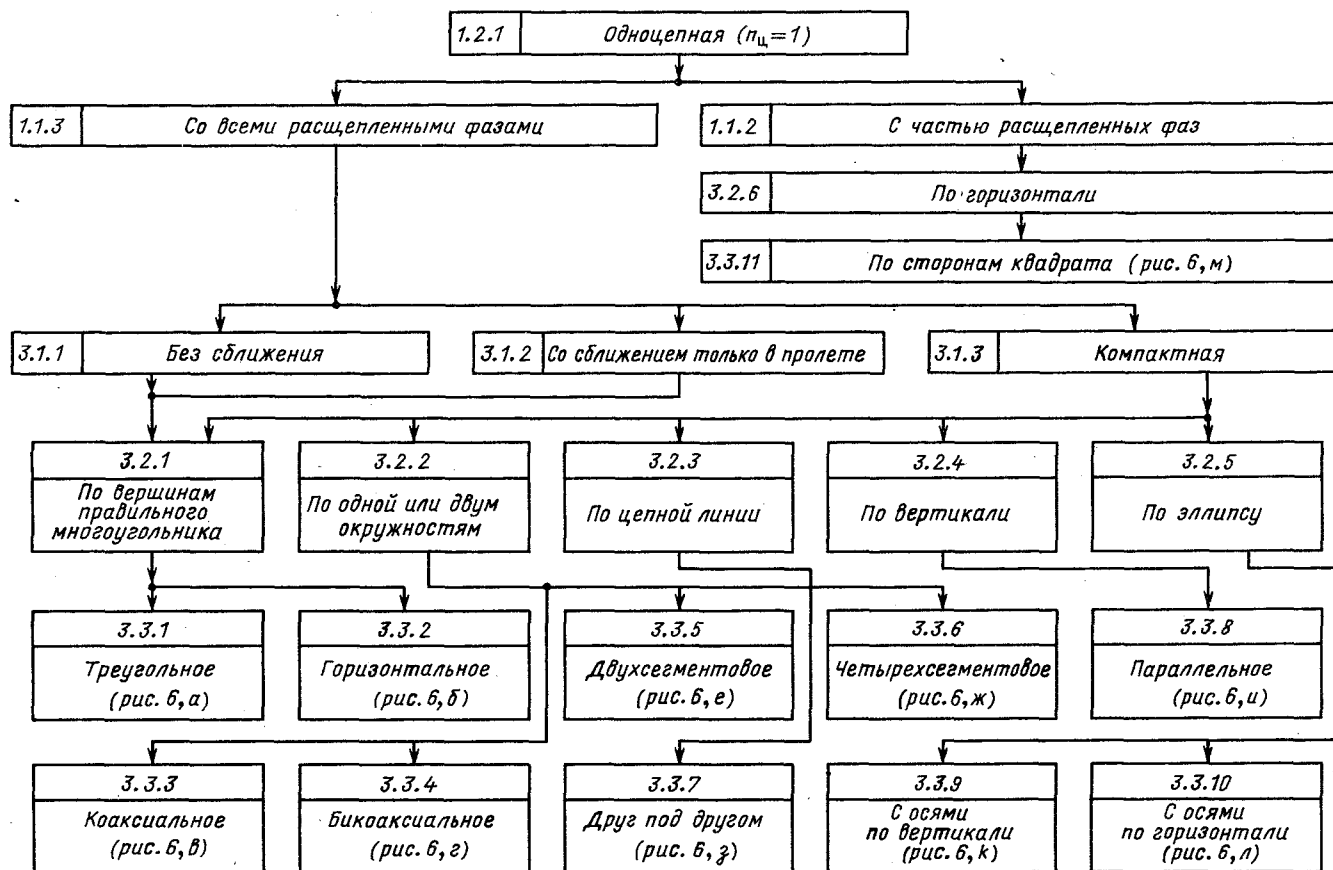 1.2.1 Одноцепная (nц=1)
1.1.3 Со всеми расщепленными фазами
1.1.2 С частью расщепленных фаз
3.2.6 По горизонтали
3.3.11 По сторонам квадрата (рис. 6, м)
3.1.1 Без сближения
3.1.2 Со сближением только в пролете
3.1.3 Компактная
3.2.1
По вершинам
правильного
многоугольника
3.2.2
По одной или двум
окружностям
3.2.3
По цепной линии
3.2.4
По вертикали
3.2.5
По эллипсу
3.3.1
Треугольное
(рис. 6, а)
3.3.2
Горизонтальное
(рис. 6, б)
3.3.5
Двухсегментовое
(рис. 6, е)
3.3.6
Четырехсегментовое
(рис. 6, ж)
3.3.8
Параллельное
(рис. 6, и)
3.3.3
Коаксиальное
(рис. 6, в)
3.3.4
Бикоаксиальное
(рис. 6, г)
3.3.7
Друг под другом
(рис. 6, з)
3.3.9
С осями
по вертикали
(рис. 6, к)
3.3.10
С осями
по горизонтали
(рис. 6, л)